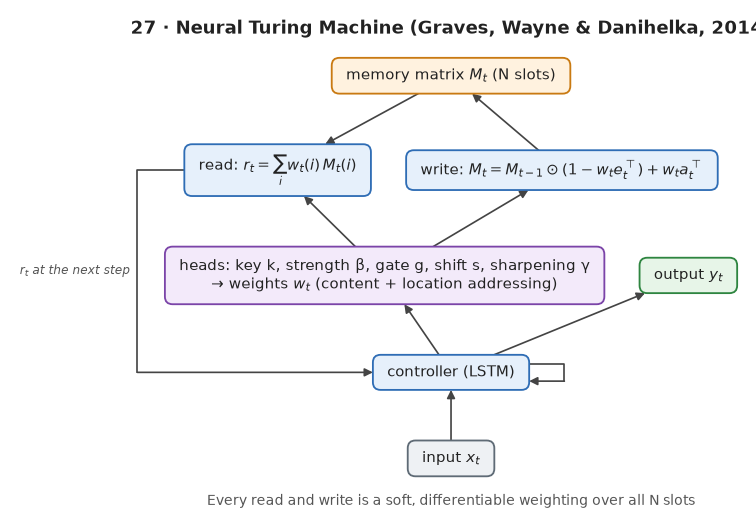 27 · Neural Turing Machine (Graves, Wayne & Danihelka, 2014
memory matrix Mₜ (N slots)
read: rₜ = ∑ᵢ wₜ(i) Mₜ(i)
write: Mₜ = Mₜ₋₁ ⊙ (1 − wₜeₜ⊤) + wₜaₜ⊤
heads: key k, strength β, gate g, shift s, sharpening γ
→ weights wₜ (content + location addressing)
rₜ at the next step
output yₜ
controller (LSTM)
input xₜ
Every read and write is a soft, differentiable weighting over all N slots